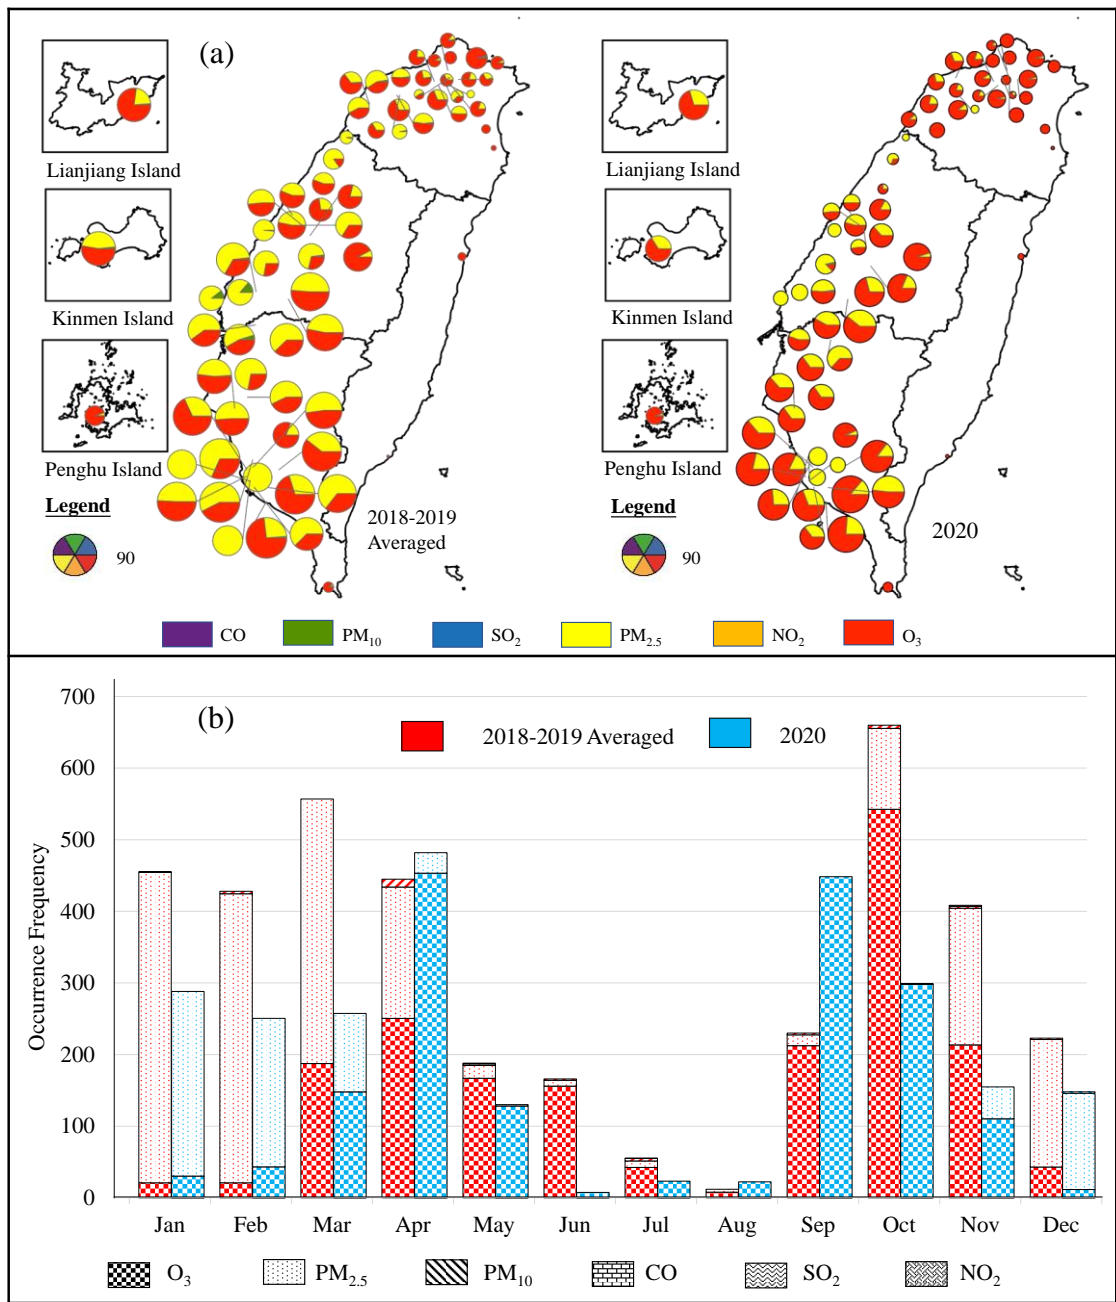 (a)
Lianjiang Island
Lianjiang Island
Kinmen Island
Kinmen Island
Penghu Island
Penghu Island
Legend
90
2018-2019
Averaged
Legend
90
2020
CO
PM10
SO2
PM2.5
NO2
O3
(b)
2018-2019 Averaged
2020
Occurrence Frequency
700
600
500
400
300
200
100
0
Jan Feb Mar Apr May Jun Jul Aug Sep Oct Nov Dec
O3
PM2.5
PM10
CO
SO2
NO2